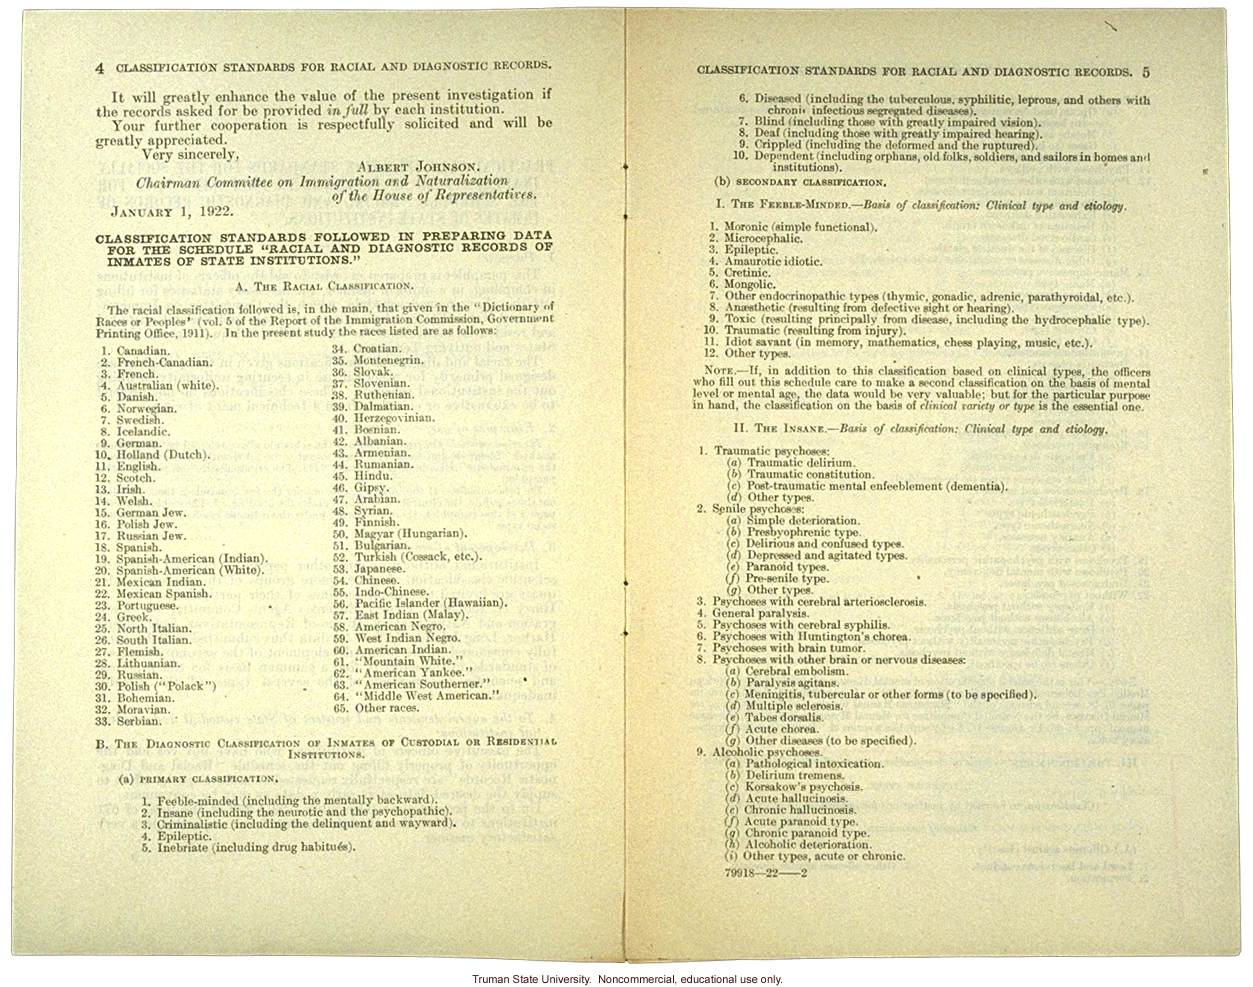 4 CLASSIFICATION STANDARDS FOR RACIAL AND DIAGNOSTIC RECORDS.
It will greatly enhance the value of the present investigation if
the records asked for be provided in full by each institution.
Your further cooperation is respectfully solicited and will be
greatly appreciated.
Very sincerely,
ALBERT JOHNSON.
Chairman Committee on Immigration and Naturalization
of the House of Representatives.
JANUARY 1, 1922.
CLASSIFICATION STANDARDS FOLLOWED IN PREPARING DATA
FOR THE SCHEDULE "RACIAL AND DIAGNOSTIC RECORDS OF
INMATES OF STATE INSTITUTIONS."
A. THE RACIAL CLASSIFICATION.
The racial classification followed is, in the main, that given in the "Dictionary of
Races or Peoples" (vol. 5 of the Report of the Immigration Commission, Government
Printing Office, 1911). In the present study the races listed are as follows:
1. Canadian.
2. French-Canadian.
3. French.
4. Australian (white).
5. Danish.
6. Norwegian.
7. Swedish.
8. Icelandic.
9. German.
10. Holland (Dutch).
11. English.
12. Scotch.
13. Irish.
14. Welsh.
15. German Jew.
16. Polish Jew.
17. Russian Jew.
18. Spanish.
19. Spanish-American (Indian).
20. Spanish-American (White).
21. Mexican Indian.
22. Mexican Spanish.
23. Portuguese.
24. Greek.
25. North Italian.
26. South Italian.
27. Flemish.
28. Lithuanian.
29. Russian.
30. Polish ("Polack")
31. Bohemian.
32. Moravian.
33. Serbian.
34. Croatian.
35. Montenegrin.
36. Slovak.
37. Slovenian.
38. Ruthenian.
39. Dalmatian.
40. Herzegovinian.
41. Bosnian.
42. Albanian.
43. Armenian.
44. Rumanian.
45. Hindu.
46. Gipsy.
47. Arabian.
48. Syrian.
49. Finnish.
50. Magyar (Hungarian).
51. Bulgarian.
52. Turkish (Cossack, etc.).
53. Japanese.
54. Chinese.
55. Indo-Chinese.
56. Pacific Islander (Hawaiian).
57. East Indian (Malay).
58. American Negro.
59. West Indian Negro.
60. American Indian.
61. "Mountain White."
62. "American Yankee."
63. "American Southerner."
64. "Middle West American."
65. Other races.
B. THE DIAGNOSTIC CLASSIFICATION OF INMATES OF CUSTODIAL OR RESIDENTIAL
INSTITUTIONS.
(a) PRIMARY CLASSIFICATION.
1. Feeble-minded (including the mentally backward).
2. Insane (including the neurotic and the psychopathic).
3. Criminalistic (including the delinquent and wayward).
4. Epileptic.
5. Inebriate (including drug habitués).
CLASSIFICATION STANDARDS FOR RACIAL AND DIAGNOSTIC RECORDS. 5
6. Diseased (including the tuberculous, syphilitic, leprous, and others with
chronic infectious segregated diseases).
7. Blind (including those with greatly impaired vision).
8. Deaf (including those with greatly impaired hearing).
9. Crippled (including the deformed and the ruptured).
10. Dependent (including orphans, old folks, soldiers, and sailors in homes and
institutions).
(b) SECONDARY CLASSIFICATION.
I. THE FEEBLE-MINDED.—Basis of classification: Clinical type and etiology.
1. Moronic (simple functional).
2. Microcephalic.
3. Epileptic.
4. Amaurotic idiotic.
5. Cretinic.
6. Mongolic.
7. Other endocrinopathic types (thymic, gonadic, adrenic, parathyroidal, etc.).
8. Anæsthetic (resulting from defective sight or hearing).
9. Toxic (resulting principally from disease, including the hydrocephalic type).
10. Traumatic (resulting from injury).
11. Idiot savant (in memory, mathematics, chess playing, music, etc.).
12. Other types.
NOTE.—If, in addition to this classification based on clinical types, the officers
who fill out this schedule care to make a second classification on the basis of mental
level or mental age, the data would be very valuable; but for the particular purpose
in hand, the classification on the basis of clinical variety or type is the essential one.
II. THE INSANE.—Basis of classification: Clinical type and etiology.
1. Traumatic psychoses:
(a) Traumatic delirium.
(b) Traumatic constitution.
(c) Post-traumatic mental enfeeblement (dementia).
(d) Other types.
2. Senile psychoses:
(a) Simple deterioration.
(b) Presbyophrenic type.
(c) Delirious and confused types.
(d) Depressed and agitated types.
(e) Paranoid types.
(f) Pre-senile type.
(g) Other types.
3. Psychoses with cerebral arteriosclerosis.
4. General paralysis.
5. Psychoses with cerebral syphilis.
6. Psychoses with Huntington's chorea.
7. Psychoses with brain tumor.
8. Psychoses with other brain or nervous diseases:
(a) Cerebral embolism.
(b) Paralysis agitans.
(c) Meningitis, tubercular or other forms (to be specified).
(d) Multiple sclerosis.
(e) Tabes dorsalis.
(f) Acute chorea.
(g) Other diseases (to be specified).
9. Alcoholic psychoses.
(a) Pathological intoxication.
(b) Delirium tremens.
(c) Korsakow's psychosis.
(d) Acute hallucinosis.
(e) Chronic hallucinosis.
(f) Acute paranoid type.
(g) Chronic paranoid type.
(h) Alcoholic deterioration.
(i) Other types, acute or chronic.
79918—22——2
Truman State University. Noncommercial, educational use only.